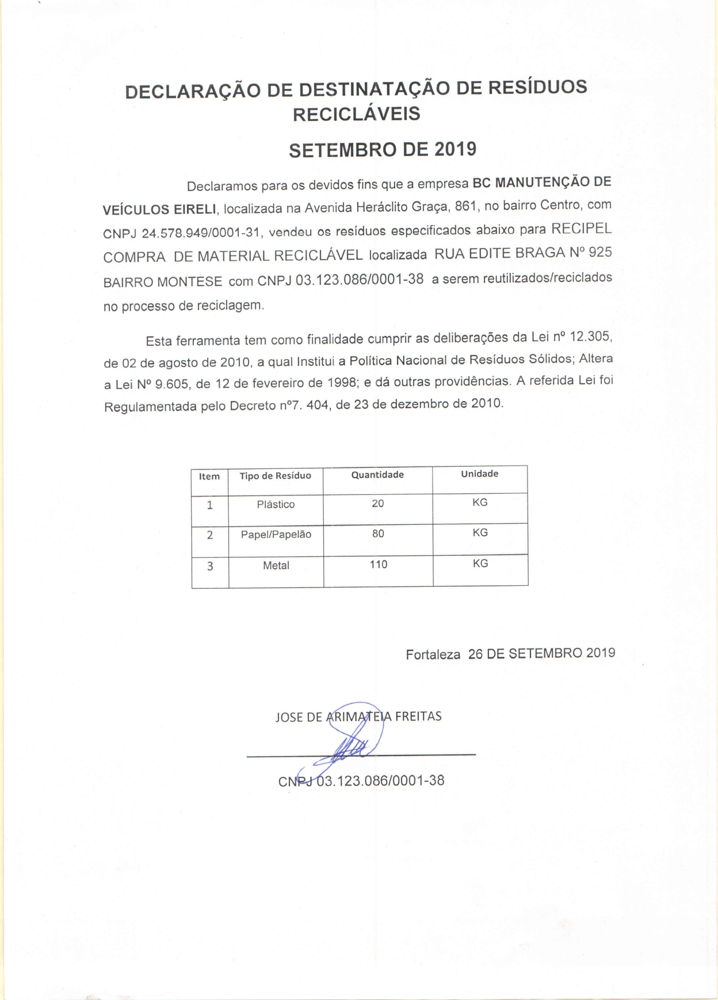 DECLARAÇÃO DE DESTINATAÇÃO DE RESÍDUOS
RECICLÁVEIS
SETEMBRO DE 2019
Declaramos para os devidos fins que a empresa BC MANUTENÇÃO DE
VEÍCULOS EIRELI, localizada na Avenida Heráclito Graça, 861, no bairro Centro, com
CNPJ 24.578.949/0001-31, vendeu os resíduos especificados abaixo para RECIPEL
COMPRA DE MATERIAL RECICLÁVEL localizada RUA EDITE BRAGA Nº 925
BAIRRO MONTESE com CNPJ 03.123.086/0001-38 a serem reutilizados/reciclados
no processo de reciclagem.
Esta ferramenta tem como finalidade cumprir as deliberações da Lei nº 12.305,
de 02 de agosto de 2010, a qual Institui a Política Nacional de Resíduos Sólidos; Altera
a Lei Nº 9.605, de 12 de fevereiro de 1998; e dá outras providências. A referida Lei foi
Regulamentada pelo Decreto nº7. 404, de 23 de dezembro de 2010.
Item Tipo de Resíduo Quantidade Unidade
1 Plástico 20 KG
2 Papel/Papelão 80 KG
3 Metal 110 KG
Fortaleza 26 DE SETEMBRO 2019
JOSE DE ARIMATEIA FREITAS
CNPJ 03.123.086/0001-38